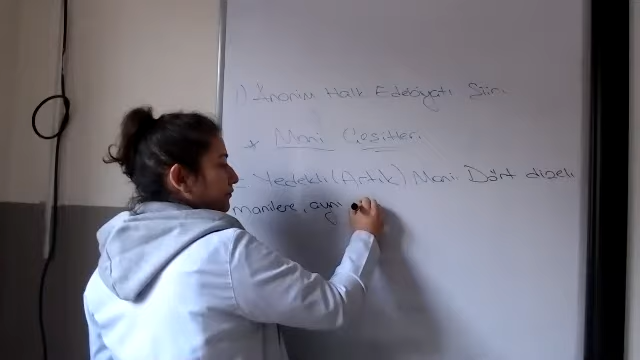 1) Anonim Halk Edebiyatı Şiiri
* Mani Çeşitleri
- Yedekli (Artık) Mani: Dört dizeli
manilere, aynı